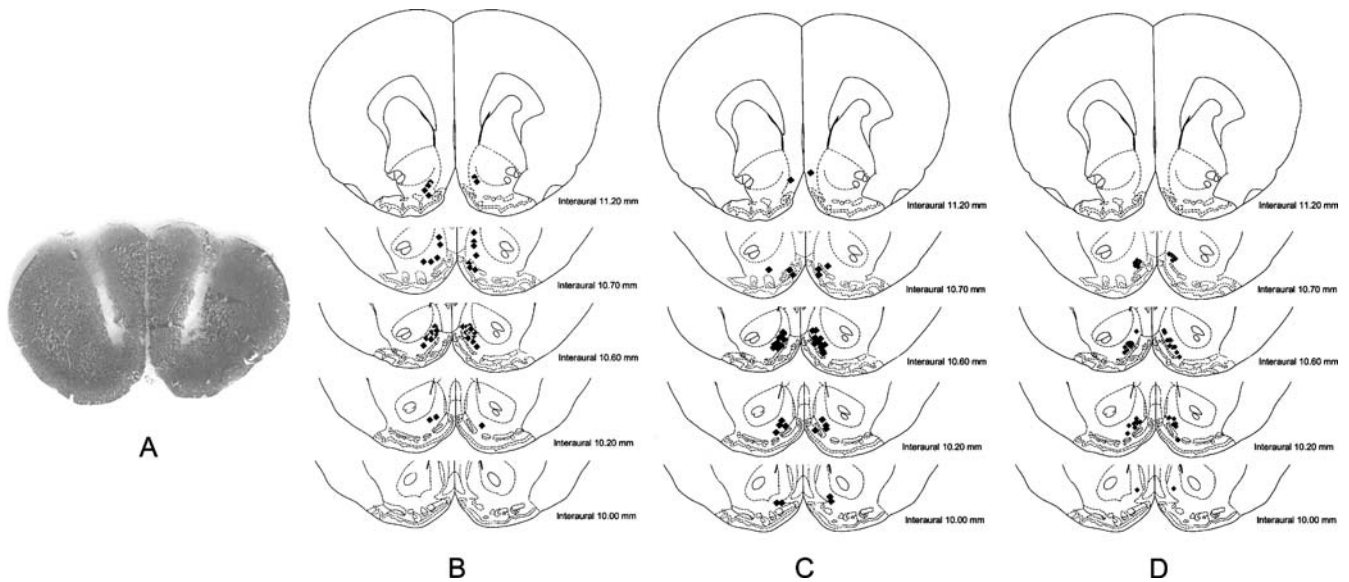 Interaural 11.20 mm
Interaural 10.70 mm
Interaural 10.60 mm
Interaural 10.20 mm
Interaural 10.00 mm
Interaural 11.20 mm
Interaural 10.70 mm
Interaural 10.60 mm
Interaural 10.20 mm
Interaural 10.00 mm
Interaural 11.20 mm
Interaural 10.70 mm
Interaural 10.60 mm
Interaural 10.20 mm
Interaural 10.00 mm
A
B
C
D